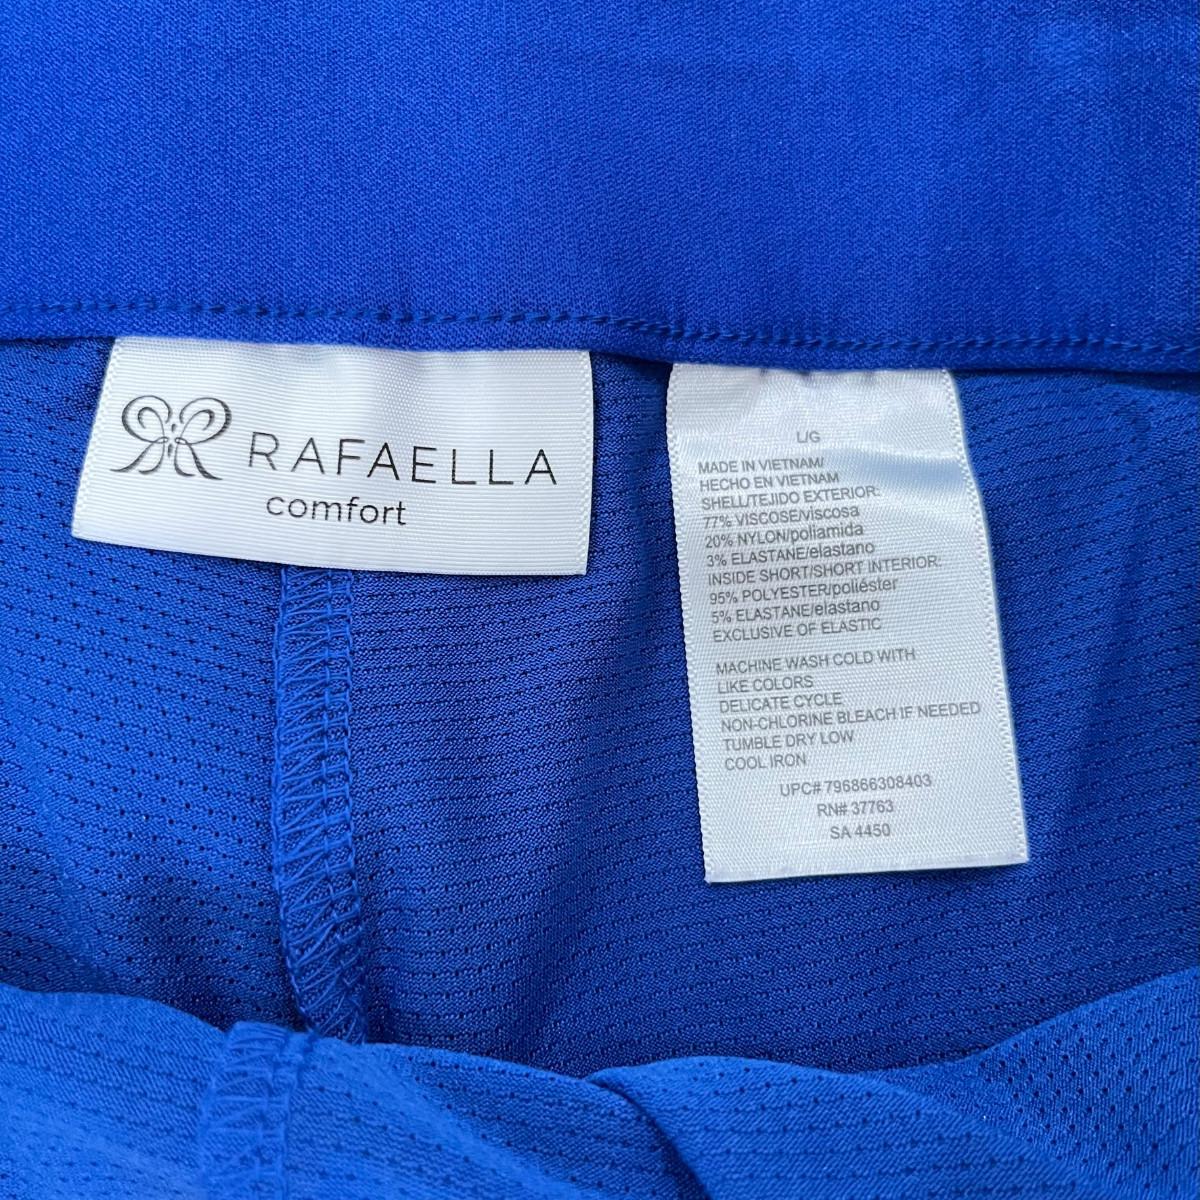 RAFAELLA
comfort
L/G
MADE IN VIETNAM/
HECHO EN VIETNAM
SHELL/TEJIDO EXTERIOR:
77% VISCOSE/viscosa
20% NYLON/poliamida
3% ELASTANE/elastano
INSIDE SHORT/SHORT INTERIOR:
95% POLYESTER/poliéster
5% ELASTANE/elastano
EXCLUSIVE OF ELASTIC
MACHINE WASH COLD WITH
LIKE COLORS
DELICATE CYCLE
NON-CHLORINE BLEACH IF NEEDED
TUMBLE DRY LOW
COOL IRON
UPC# 796866308403
RN# 37763
SA 4450